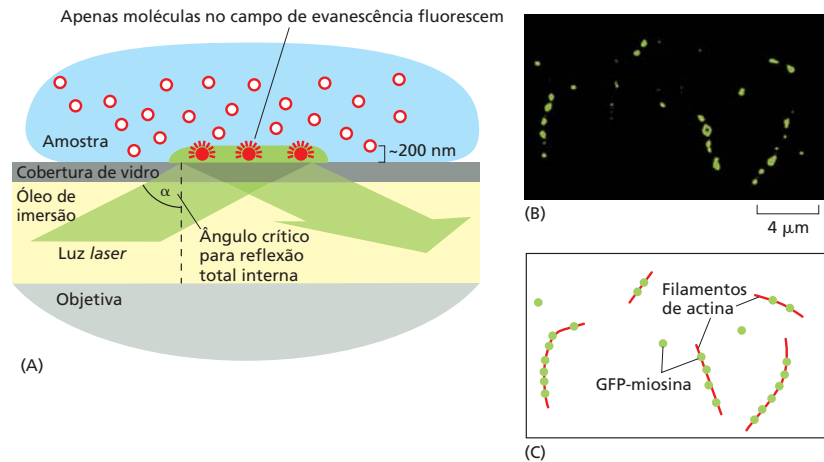 Apenas moléculas no campo de evanescência fluorescem
Amostra
~200 nm
Cobertura de vidro
Óleo de
imersão
α
Luz laser
Ângulo crítico
para reflexão
total interna
Objetiva
(A)
(B)
4 μm
Filamentos
de actina
GFP-miosina
(C)